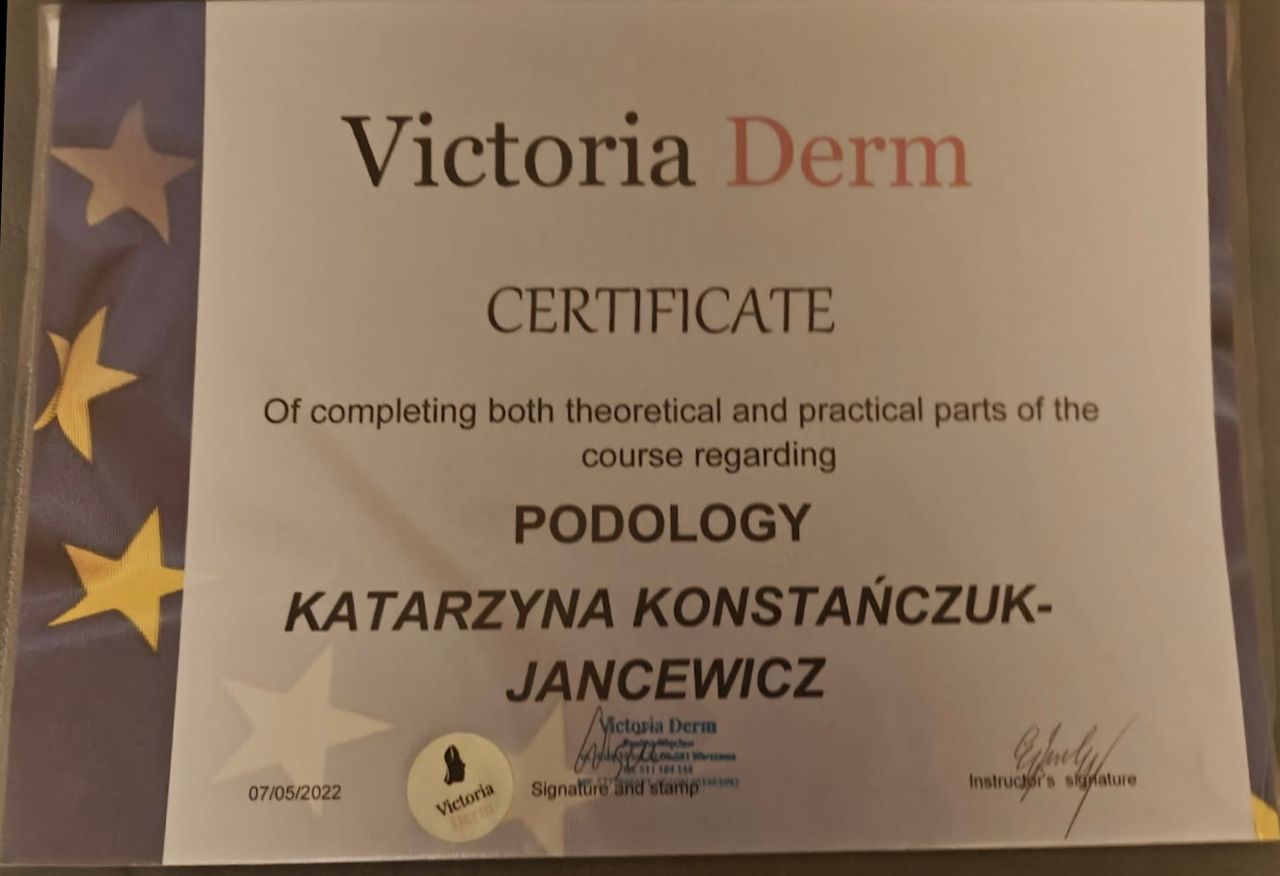 Victoria Derm
CERTIFICATE
Of completing both theoretical and practical parts of the
course regarding
PODOLOGY
KATARZYNA KONSTAŃCZUK-
JANCEWICZ
Victoria Derm
Warszawa
07/05/2022
Victoria
Derm
Signature and stamp
Instructor's signature